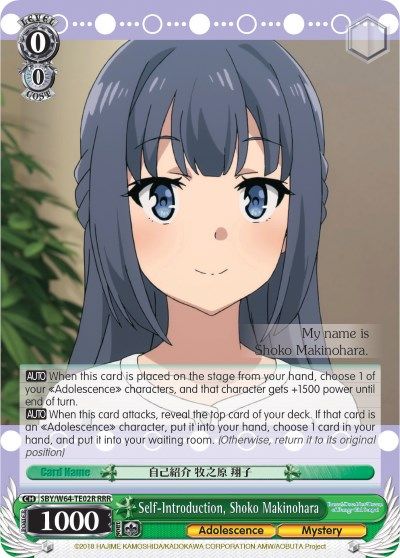 LEVEL
0
0
COST
My name is
Shoko Makinohara.
AUTO When this card is placed on the stage from your hand, choose 1 of
your «Adolescence» characters, and that character gets +1500 power until
end of turn.
AUTO When this card attacks, reveal the top card of your deck. If that card is
an «Adolescence» character, put it into your hand, choose 1 card in your
hand, and put it into your waiting room. (Otherwise, return it to its original
position)
Card Name
自己紹介 牧之原 翔子
CH SBY/W64-TE02R RRR
POWER
1000
Self-Introduction, Shoko Makinohara
Adolescence
Mystery
©2018 HAJIME KAMOSHIDA/KADOKAWA CORPORATION AMW/AOBUTA Project